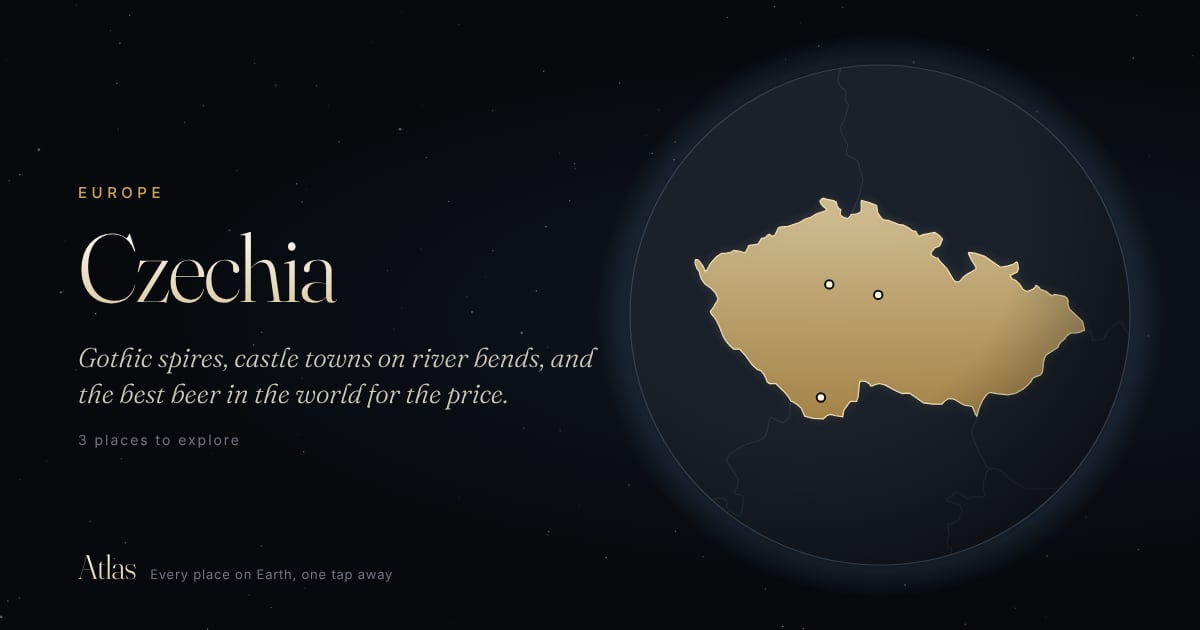 EUROPE
Czechia
Gothic spires, castle towns on river bends, and
the best beer in the world for the price.
3 places to explore
Atlas Every place on Earth, one tap away